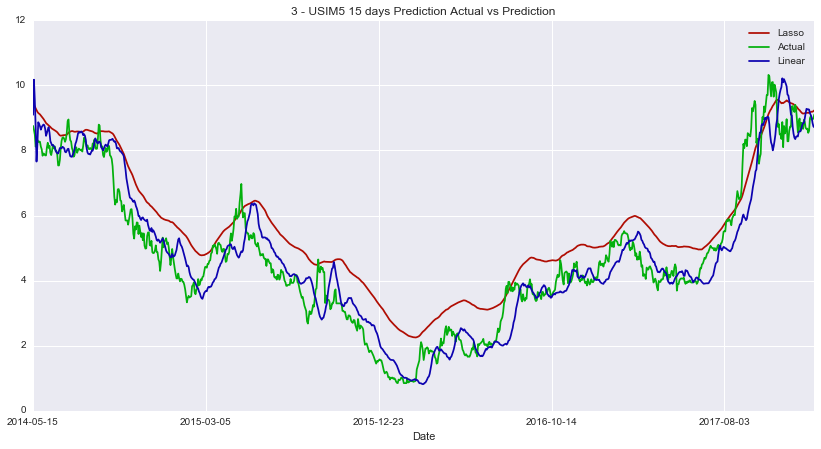 3 - USIM5 15 days Prediction Actual vs Prediction
12
10
8
6
4
2
0
Lasso
Actual
Linear
2014-05-15
2015-03-05
2015-12-23
2016-10-14
2017-08-03
Date